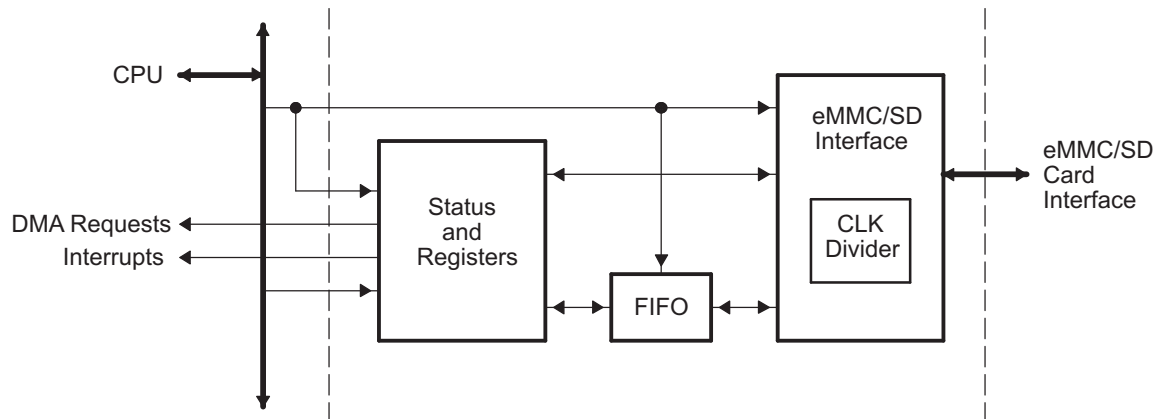 CPU
DMA Requests
Interrupts
Status
and
Registers
FIFO
eMMC/SD
Interface
CLK
Divider
eMMC/SD
Card
Interface